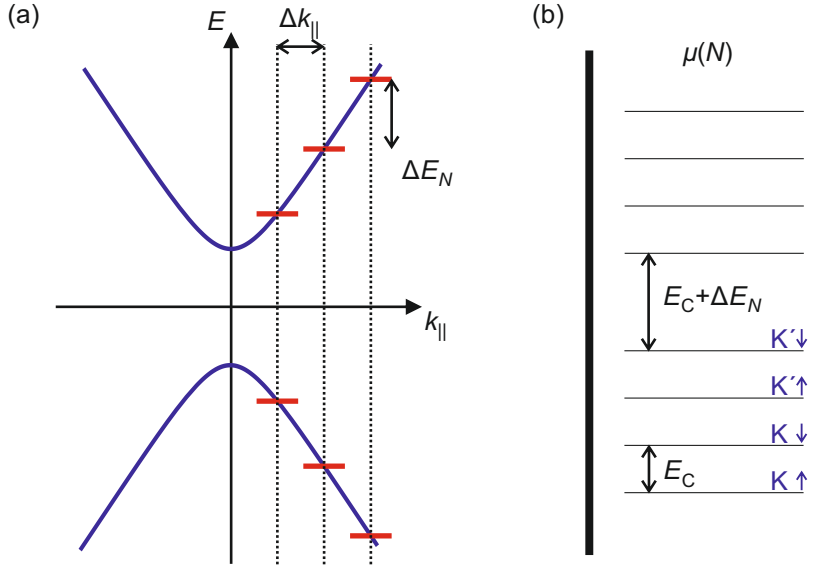 (a)
E
Δk||
ΔE_N
k||
(b)
μ(N)
E_C+ΔE_N
K′↓
K′↑
K↓
E_C
K↑